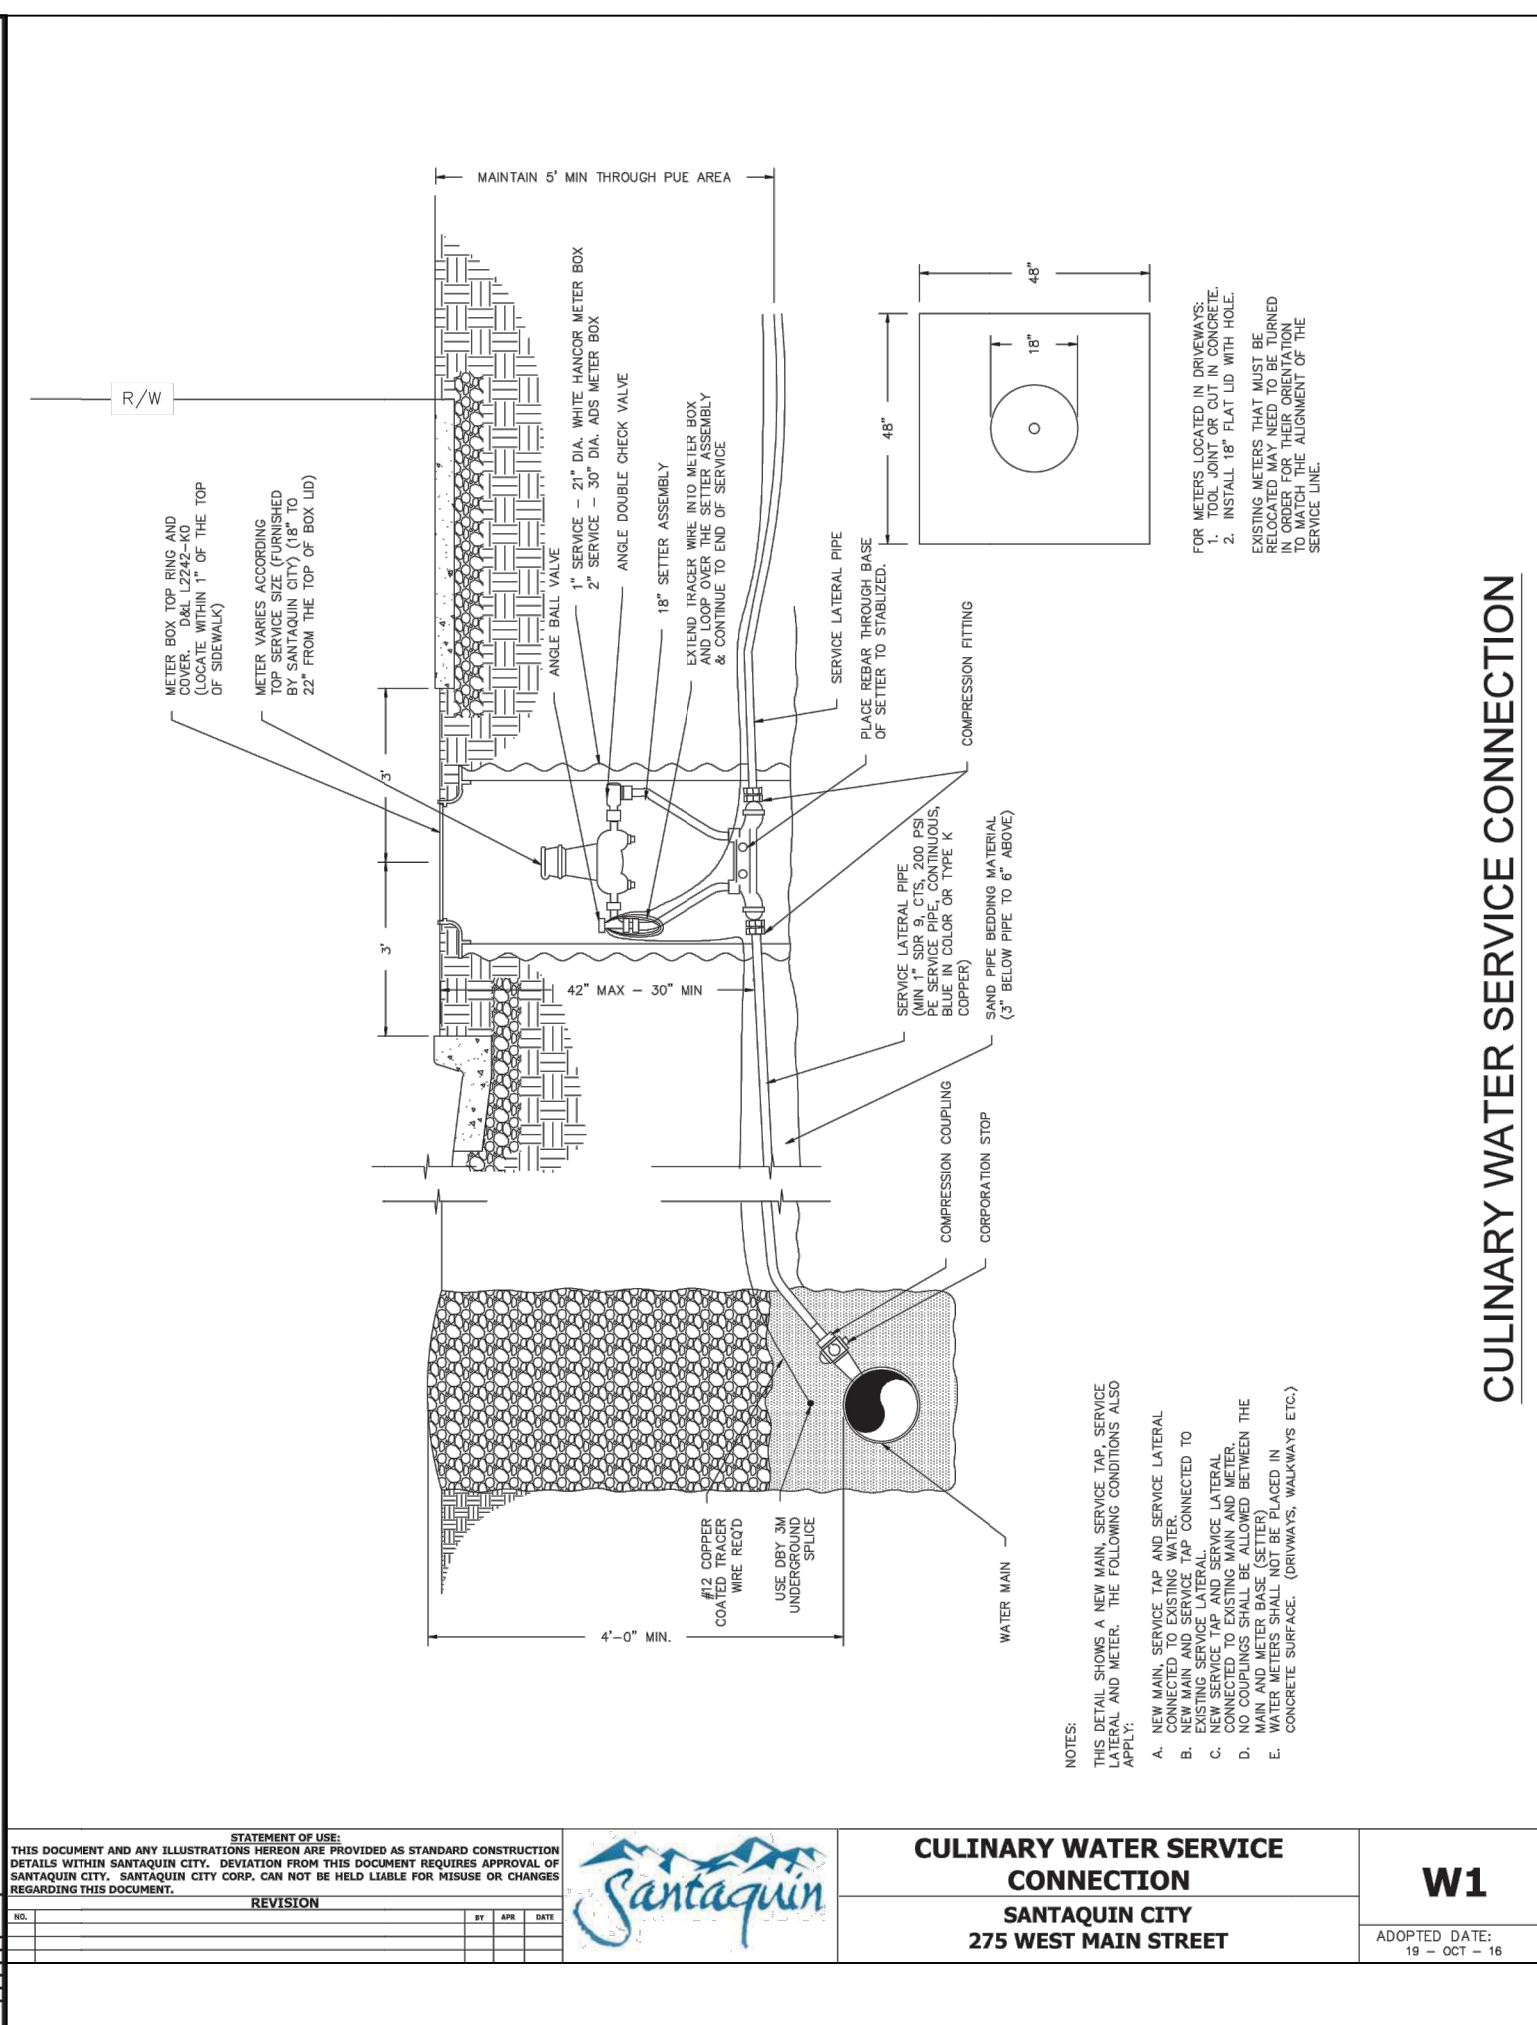 MAINTAIN 5' MIN THROUGH PUE AREA
R/W
METER BOX TOP RING AND
COVER.  D&L L2242-KO
(LOCATE WITHIN 1" OF THE TOP
OF SIDEWALK)
METER VARIES ACCORDING
TOP SERVICE SIZE (FURNISHED
BY SANTAQUIN CITY) (18" TO
22" FROM THE TOP OF BOX LID)
3'
3'
ANGLE BALL VALVE
1" SERVICE - 21" DIA. WHITE HANCOR METER BOX
2" SERVICE - 30" DIA. ADS METER BOX
ANGLE DOUBLE CHECK VALVE
18" SETTER ASSEMBLY
EXTEND TRACER WIRE INTO METER BOX
AND LOOP OVER THE SETTER ASSEMBLY
& CONTINUE TO END OF SERVICE
SERVICE LATERAL PIPE
PLACE REBAR THROUGH BASE
OF SETTER TO STABLIZED.
COMPRESSION FITTING
42" MAX - 30" MIN
SERVICE LATERAL PIPE
(MIN 1" SDR 9, CTS, 200 PSI
PE SERVICE PIPE, CONTINUOUS,
BLUE IN COLOR OR TYPE K
COPPER)
SAND PIPE BEDDING MATERIAL
(3" BELOW PIPE TO 6" ABOVE)
COMPRESSION COUPLING
CORPORATION STOP
48"
48"
18"
FOR METERS LOCATED IN DRIVEWAYS:
1.  TOOL JOINT OR CUT IN CONCRETE.
2.  INSTALL 18" FLAT LID WITH HOLE.
EXISTING METERS THAT MUST BE
RELOCATED MAY NEED TO BE TURNED
IN ORDER FOR THEIR ORIENTATION
TO MATCH THE ALIGNMENT OF THE
SERVICE LINE.
#12 COPPER
COATED TRACER
WIRE REQ'D
USE DBY 3M
UNDERGROUND
SPLICE
4'-0" MIN.
WATER MAIN
NOTES:
THIS DETAIL SHOWS A NEW MAIN, SERVICE TAP, SERVICE
LATERAL AND METER.  THE FOLLOWING CONDITIONS ALSO
APPLY:
A.  NEW MAIN, SERVICE TAP AND SERVICE LATERAL
CONNECTED TO EXISTING WATER.
B.  NEW MAIN AND SERVICE TAP CONNECTED TO
EXISTING SERVICE LATERAL.
C.  NEW SERVICE TAP AND SERVICE LATERAL
CONNECTED TO EXISTING MAIN AND METER.
D.  NO COUPLINGS SHALL BE ALLOWED BETWEEN THE
MAIN AND METER BASE (SETTER)
E.  WATER METERS SHALL NOT BE PLACED IN
CONCRETE SURFACE.  (DRIVWAYS, WALKWAYS ETC.)
CULINARY WATER SERVICE CONNECTION
STATEMENT OF USE:
THIS DOCUMENT AND ANY ILLUSTRATIONS HEREON ARE PROVIDED AS STANDARD CONSTRUCTION
DETAILS WITHIN SANTAQUIN CITY.  DEVIATION FROM THIS DOCUMENT REQUIRES APPROVAL OF
SANTAQUIN CITY.  SANTAQUIN CITY CORP. CAN NOT BE HELD LIABLE FOR MISUSE OR CHANGES
REGARDING THIS DOCUMENT.
REVISION
NO. BY APR DATE
Santaquin
CULINARY WATER SERVICE
CONNECTION
SANTAQUIN CITY
275 WEST MAIN STREET
W1
ADOPTED DATE:
19 - OCT - 16